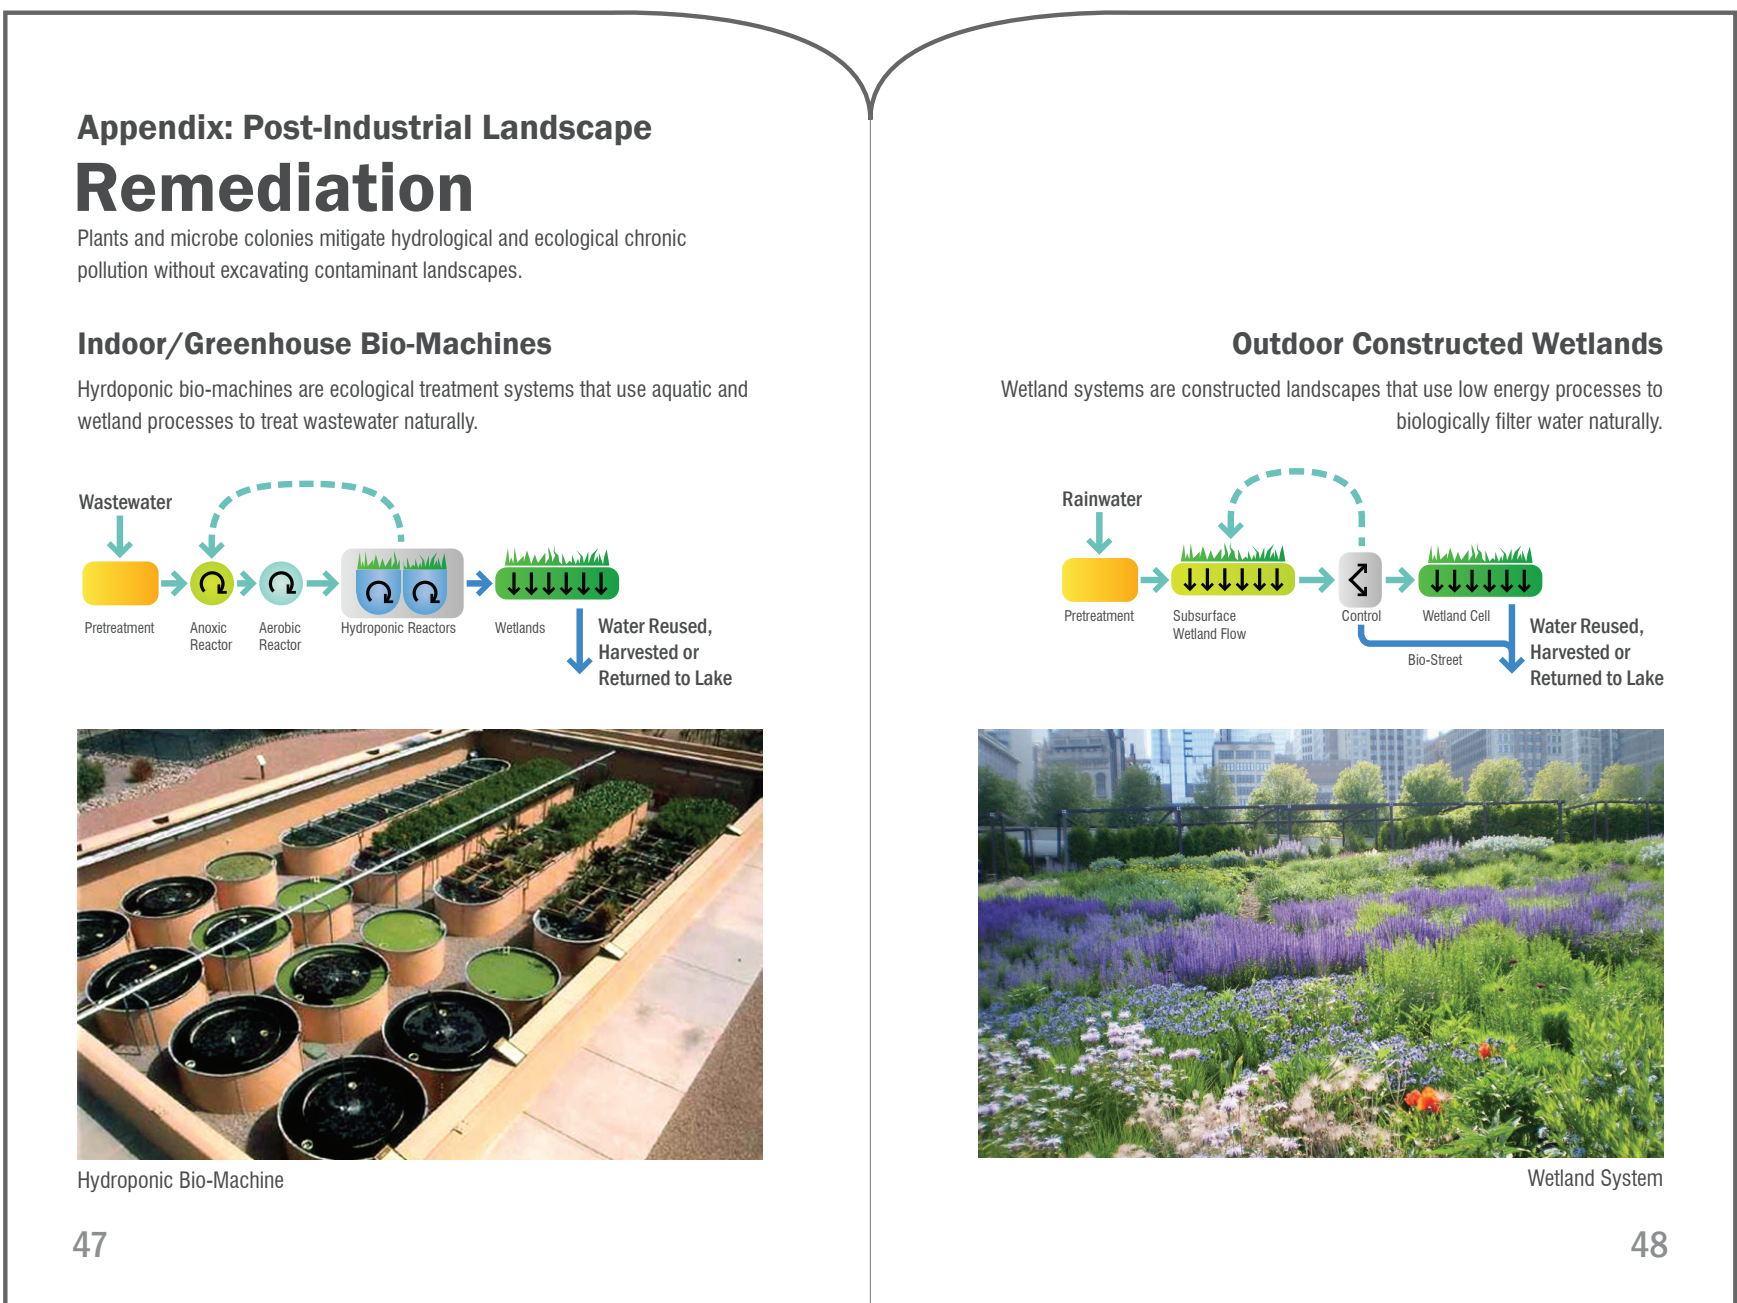 Appendix: Post-Industrial Landscape
Remediation
Plants and microbe colonies mitigate hydrological and ecological chronic
pollution without excavating contaminant landscapes.
Indoor/Greenhouse Bio-Machines
Hyrdoponic bio-machines are ecological treatment systems that use aquatic and
wetland processes to treat wastewater naturally.
Wastewater
Pretreatment
Anoxic
Reactor
Aerobic
Reactor
Hydroponic Reactors
Wetlands
Water Reused,
Harvested or
Returned to Lake
Hydroponic Bio-Machine
47
Outdoor Constructed Wetlands
Wetland systems are constructed landscapes that use low energy processes to
biologically filter water naturally.
Rainwater
Pretreatment
Subsurface
Wetland Flow
Control
Wetland Cell
Bio-Street
Water Reused,
Harvested or
Returned to Lake
Wetland System
48